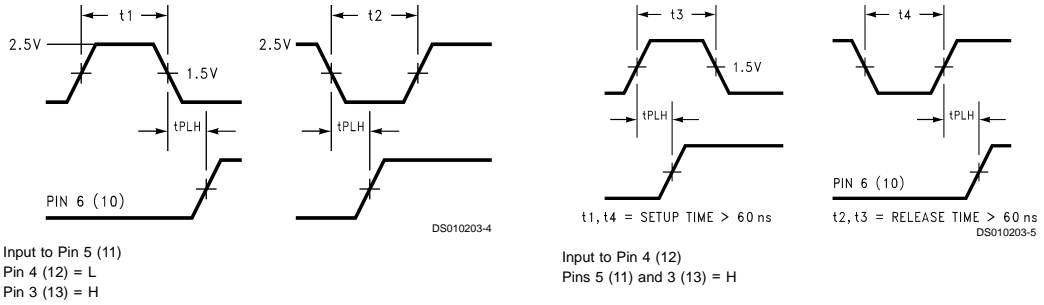 t1
t2
t3
t4
2.5V
2.5V
1.5V
1.5V
tPLH
tPLH
tPLH
tPLH
PIN 6 (10)
PIN 6 (10)
t1,t4 = SETUP TIME > 60 ns
t2,t3 = RELEASE TIME > 60 ns
DS010203-4
DS010203-5
Input to Pin 5 (11)
Pin 4 (12) = L
Pin 3 (13) = H
Input to Pin 4 (12)
Pins 5 (11) and 3 (13) = H